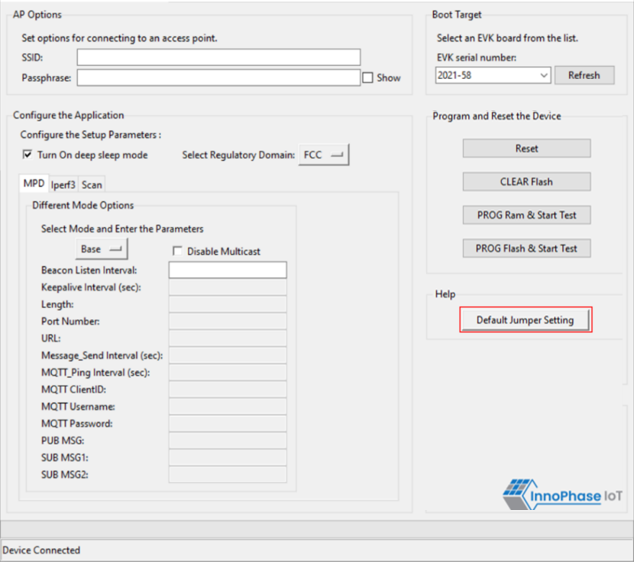 AP Options
Set options for connecting to an access point.
SSID:
Passphrase:
Show
Boot Target
Select an EVK board from the list.
EVK serial number:
2021-58
Refresh
Configure the Application
Configure the Setup Parameters :
Turn On deep sleep mode
Select Regulatory Domain:
FCC
MPD
Iperf3
Scan
Different Mode Options
Select Mode and Enter the Parameters
Base
Disable Multicast
Beacon Listen Interval:
Keepalive Interval (sec):
Length:
Port Number:
URL:
Message_Send Interval (sec):
MQTT_Ping Interval (sec):
MQTT ClientID:
MQTT Username:
MQTT Password:
PUB MSG:
SUB MSG1:
SUB MSG2:
Program and Reset the Device
Reset
CLEAR Flash
PROG Ram & Start Test
PROG Flash & Start Test
Help
Default Jumper Setting
InnoPhase IoT
Device Connected